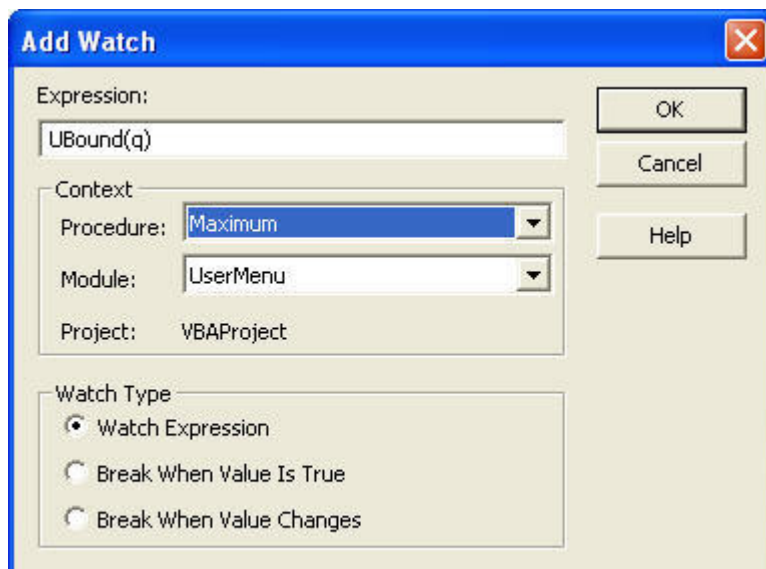 Add Watch
Expression:
UBound(q)
OK
Cancel
Help
Context
Procedure: Maximum
Module: UserMenu
Project: VBAProject
Watch Type
Watch Expression
Break When Value Is True
Break When Value Changes